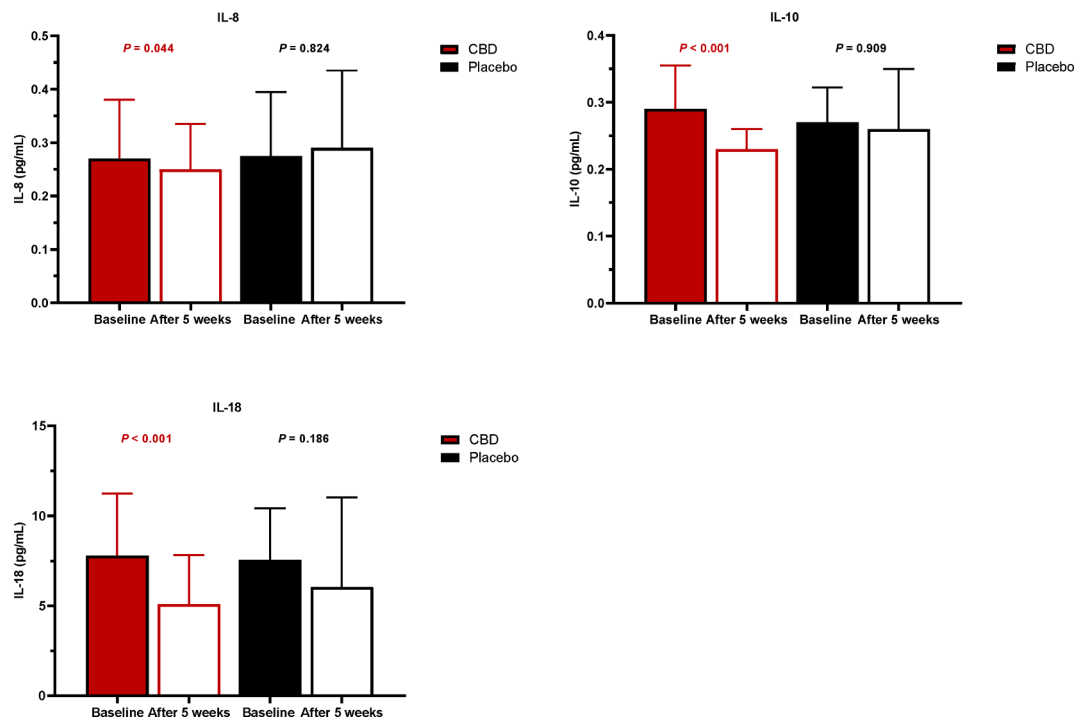 IL-8
P = 0.044 P = 0.824
CBD
Placebo
IL-8 (pg/mL)
0.5
0.4
0.3
0.2
0.1
0.0
Baseline After 5 weeks Baseline After 5 weeks
IL-10
P < 0.001 P = 0.909
CBD
Placebo
IL-10 (pg/mL)
0.4
0.3
0.2
0.1
0.0
Baseline After 5 weeks Baseline After 5 weeks
IL-18
P < 0.001 P = 0.186
CBD
Placebo
IL-18 (pg/mL)
15
10
5
0
Baseline After 5 weeks Baseline After 5 weeks